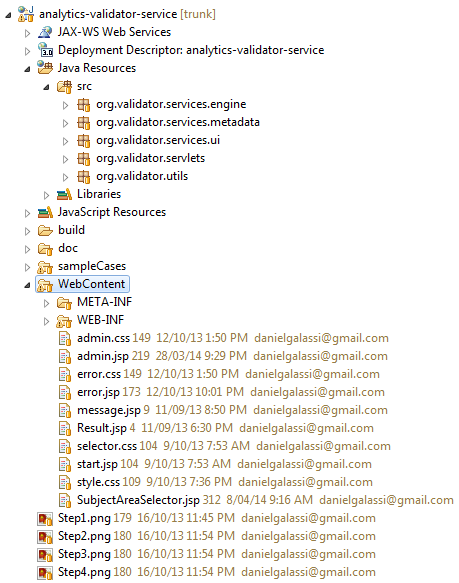 analytics-validator-service [trunk]
JAX-WS Web Services
3.0 Deployment Descriptor: analytics-validator-service
Java Resources
src
org.validator.services.engine
org.validator.services.metadata
org.validator.services.ui
org.validator.servlets
org.validator.utils
Libraries
JavaScript Resources
build
doc
sampleCases
WebContent
META-INF
WEB-INF
admin.css 149 12/10/13 1:50 PM danielgalassi@gmail.com
admin.jsp 219 28/03/14 9:29 PM danielgalassi@gmail.com
error.css 149 12/10/13 1:50 PM danielgalassi@gmail.com
error.jsp 173 12/10/13 10:01 PM danielgalassi@gmail.com
message.jsp 9 11/09/13 8:50 PM danielgalassi@gmail.com
Result.jsp 4 11/09/13 6:30 PM danielgalassi@gmail.com
selector.css 104 9/10/13 7:53 AM danielgalassi@gmail.com
start.jsp 104 9/10/13 7:53 AM danielgalassi@gmail.com
style.css 109 9/10/13 7:36 PM danielgalassi@gmail.com
SubjectAreaSelector.jsp 312 8/04/14 9:16 AM danielgalassi@gmail.com
Step1.png 179 16/10/13 11:45 PM danielgalassi@gmail.com
Step2.png 180 16/10/13 11:54 PM danielgalassi@gmail.com
Step3.png 180 16/10/13 11:54 PM danielgalassi@gmail.com
Step4.png 180 16/10/13 11:54 PM danielgalassi@gmail.com